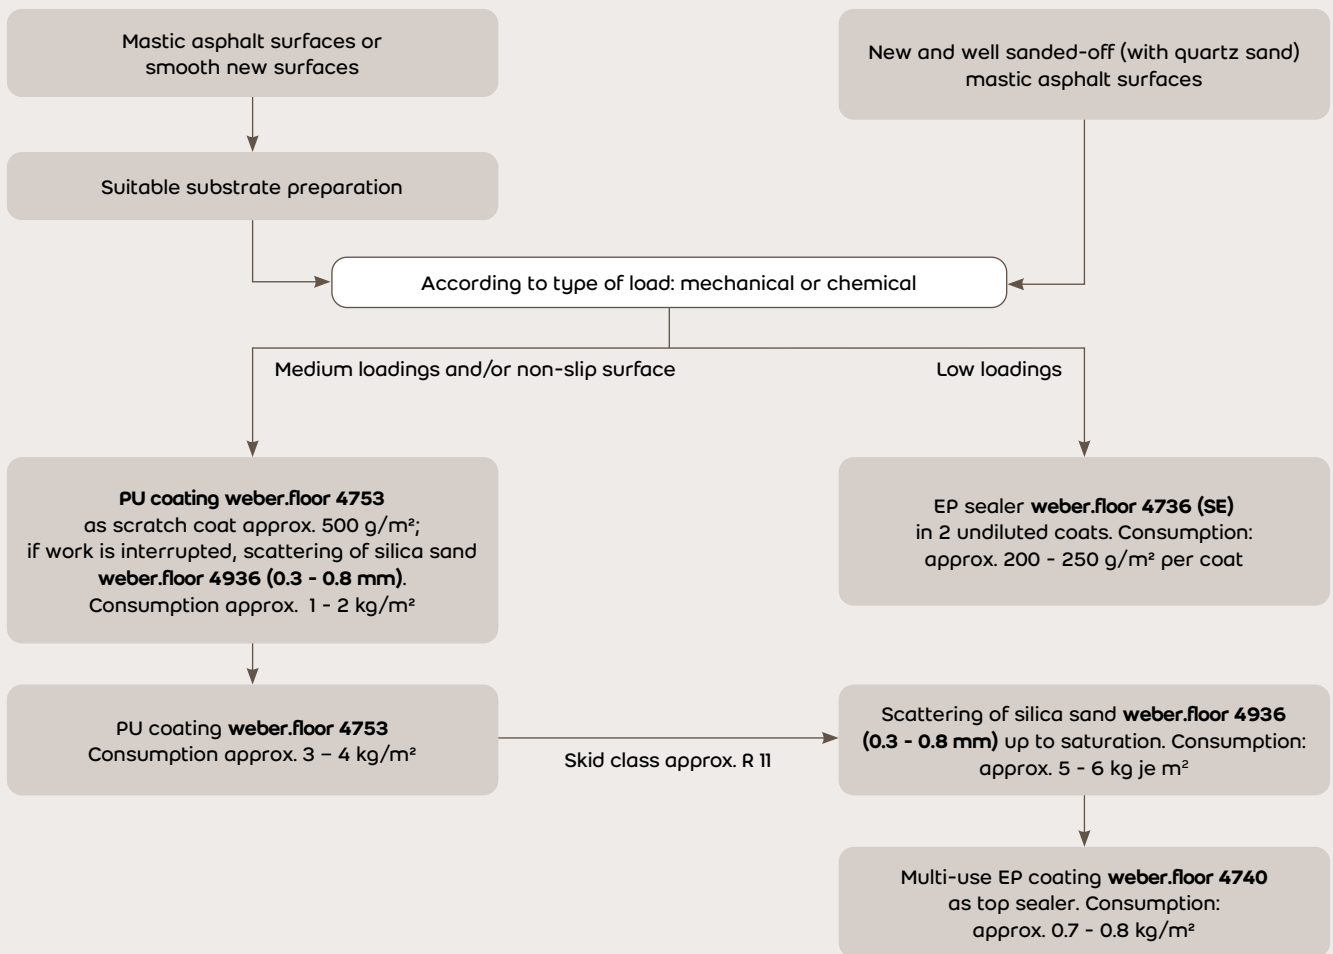 Mastic asphalt surfaces or
smooth new surfaces
New and well sanded-off (with quartz sand)
mastic asphalt surfaces
Suitable substrate preparation
According to type of load: mechanical or chemical
Medium loadings and/or non-slip surface
Low loadings
PU coating weber.floor 4753
as scratch coat approx. 500 g/m²;
if work is interrupted, scattering of silica sand
weber.floor 4936 (0.3 - 0.8 mm).
Consumption approx. 1 - 2 kg/m²
EP sealer weber.floor 4736 (SE)
in 2 undiluted coats. Consumption:
approx. 200 - 250 g/m² per coat
PU coating weber.floor 4753
Consumption approx. 3 – 4 kg/m²
Skid class approx. R 11
Scattering of silica sand weber.floor 4936
(0.3 - 0.8 mm) up to saturation. Consumption:
approx. 5 - 6 kg je m²
Multi-use EP coating weber.floor 4740
as top sealer. Consumption:
approx. 0.7 - 0.8 kg/m²